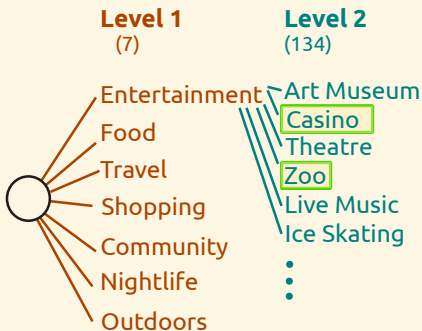 Level 1
(7)
Entertainment
Food
Travel
Shopping
Community
Nightlife
Outdoors
Level 2
(134)
Art Museum
Casino
Theatre
Zoo
Live Music
Ice Skating